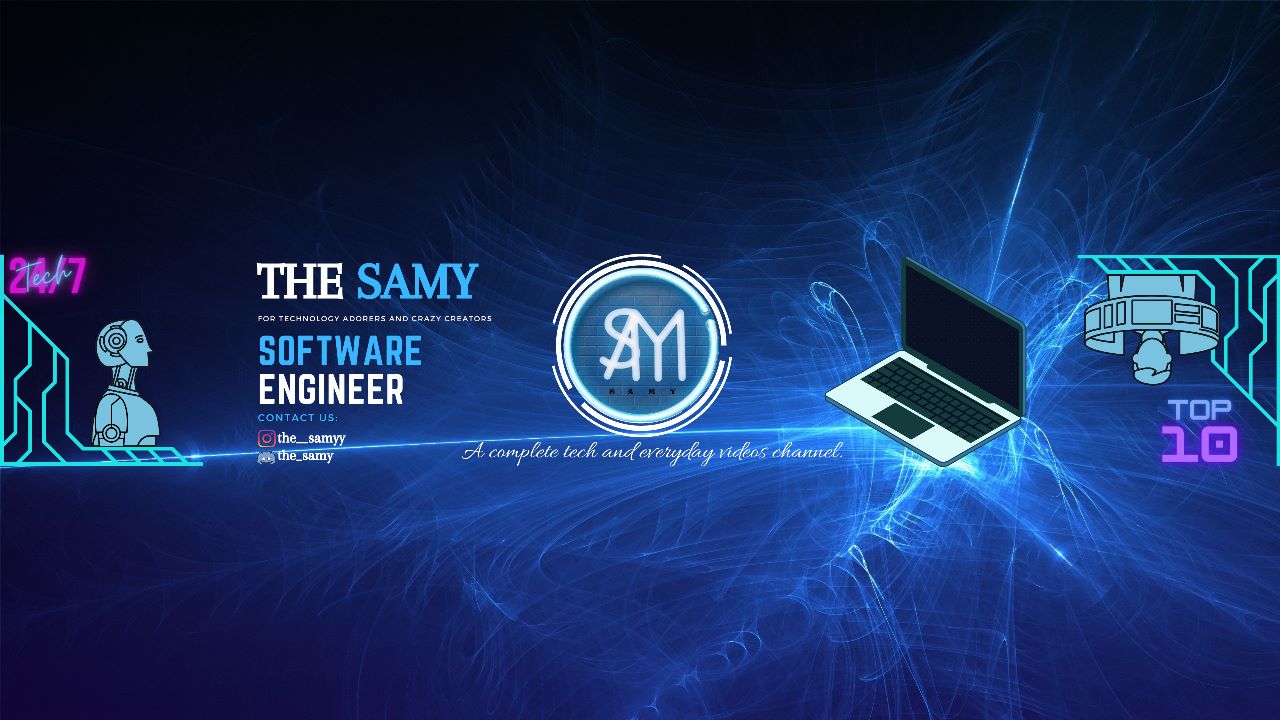 24/7
Tech
THE SAMY
FOR TECHNOLOGY ADORERS AND CRAZY CREATORS
SOFTWARE
ENGINEER
CONTACT US:
the__samyy
the_samy
SAMY
S A M Y
A complete tech and everyday videos channel.
TOP
10